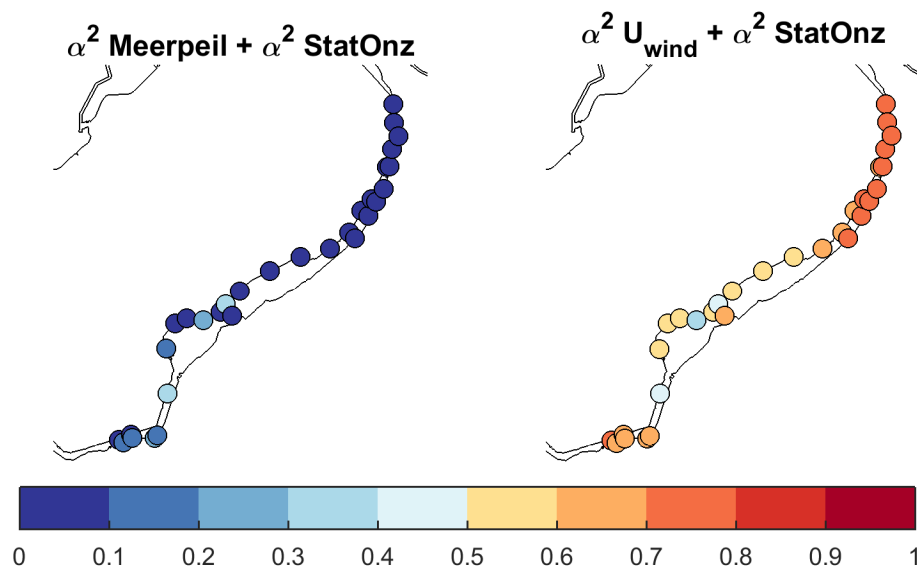 α² Meerpeil + α² StatOnz
α² U_wind + α² StatOnz
0 0.1 0.2 0.3 0.4 0.5 0.6 0.7 0.8 0.9 1